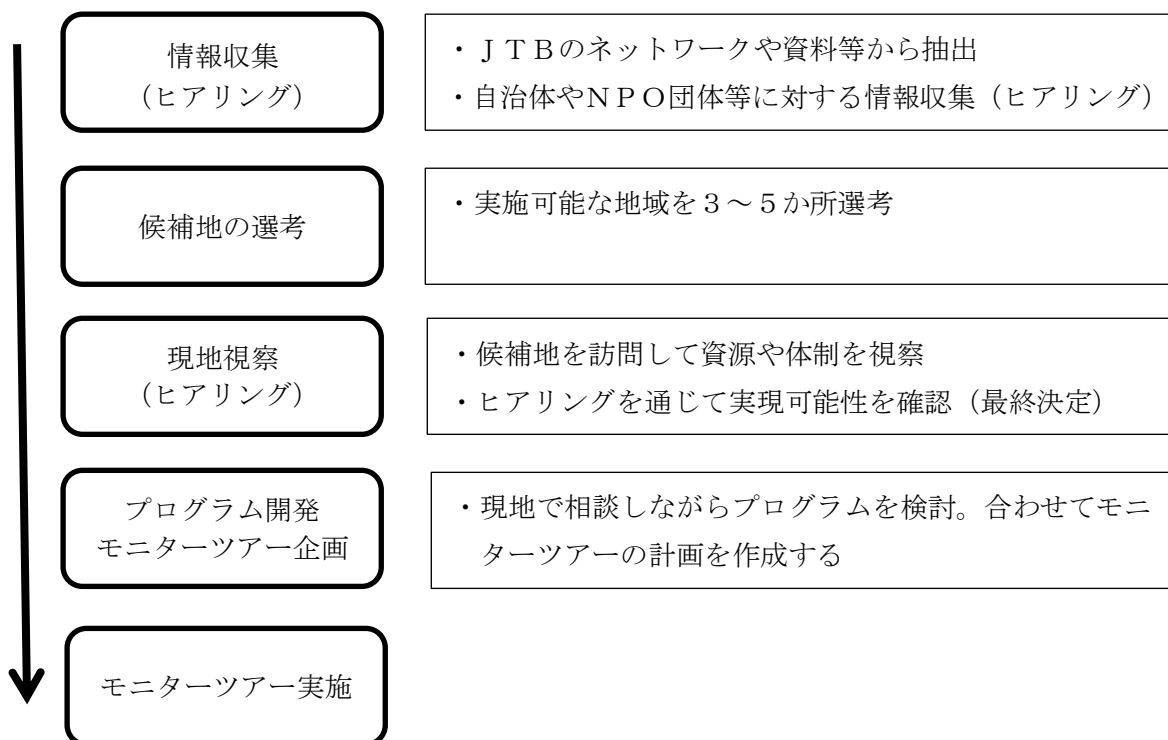 情報収集
（ヒアリング）
・ＪＴＢのネットワークや資料等から抽出
・自治体やＮＰＯ団体等に対する情報収集（ヒアリング）
候補地の選考
・実施可能な地域を３～５か所選考
現地視察
（ヒアリング）
・候補地を訪問して資源や体制を視察
・ヒアリングを通じて実現可能性を確認（最終決定）
プログラム開発
モニターツアー企画
・現地で相談しながらプログラムを検討。合わせてモニ
ターツアーの計画を作成する
モニターツアー実施